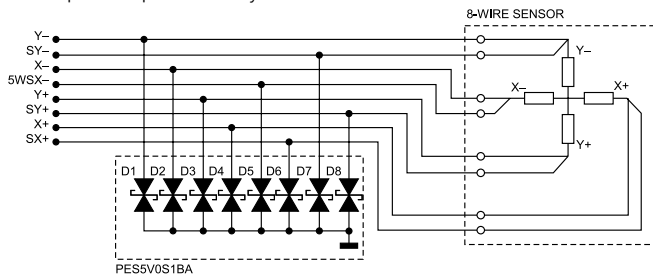 8-WIRE SENSOR
Y–
SY–
X–
5WSX–
Y+
SY+
X+
SX+
Y–
X–
X+
Y+
D1 D2 D3 D4 D5 D6 D7 D8
PES5V0S1BA